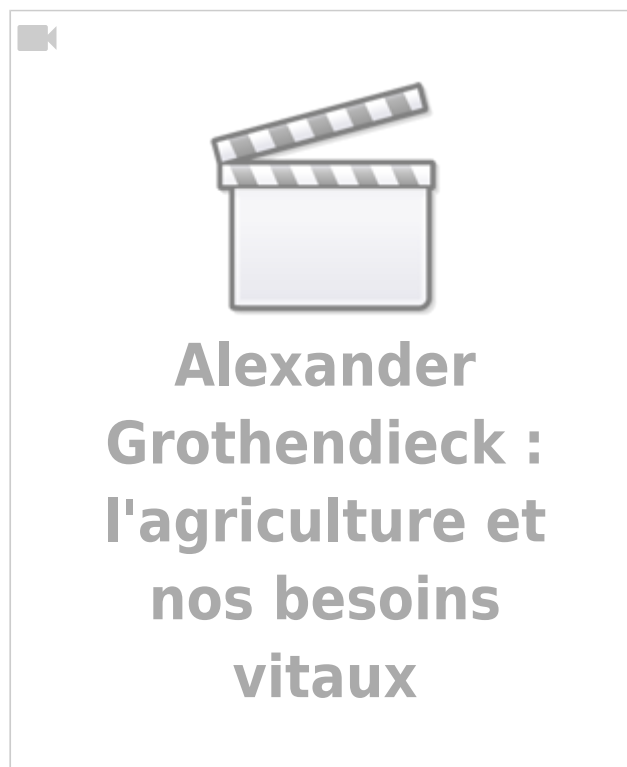 Alexander
Grothendieck :
l'agriculture et
nos besoins
vitaux